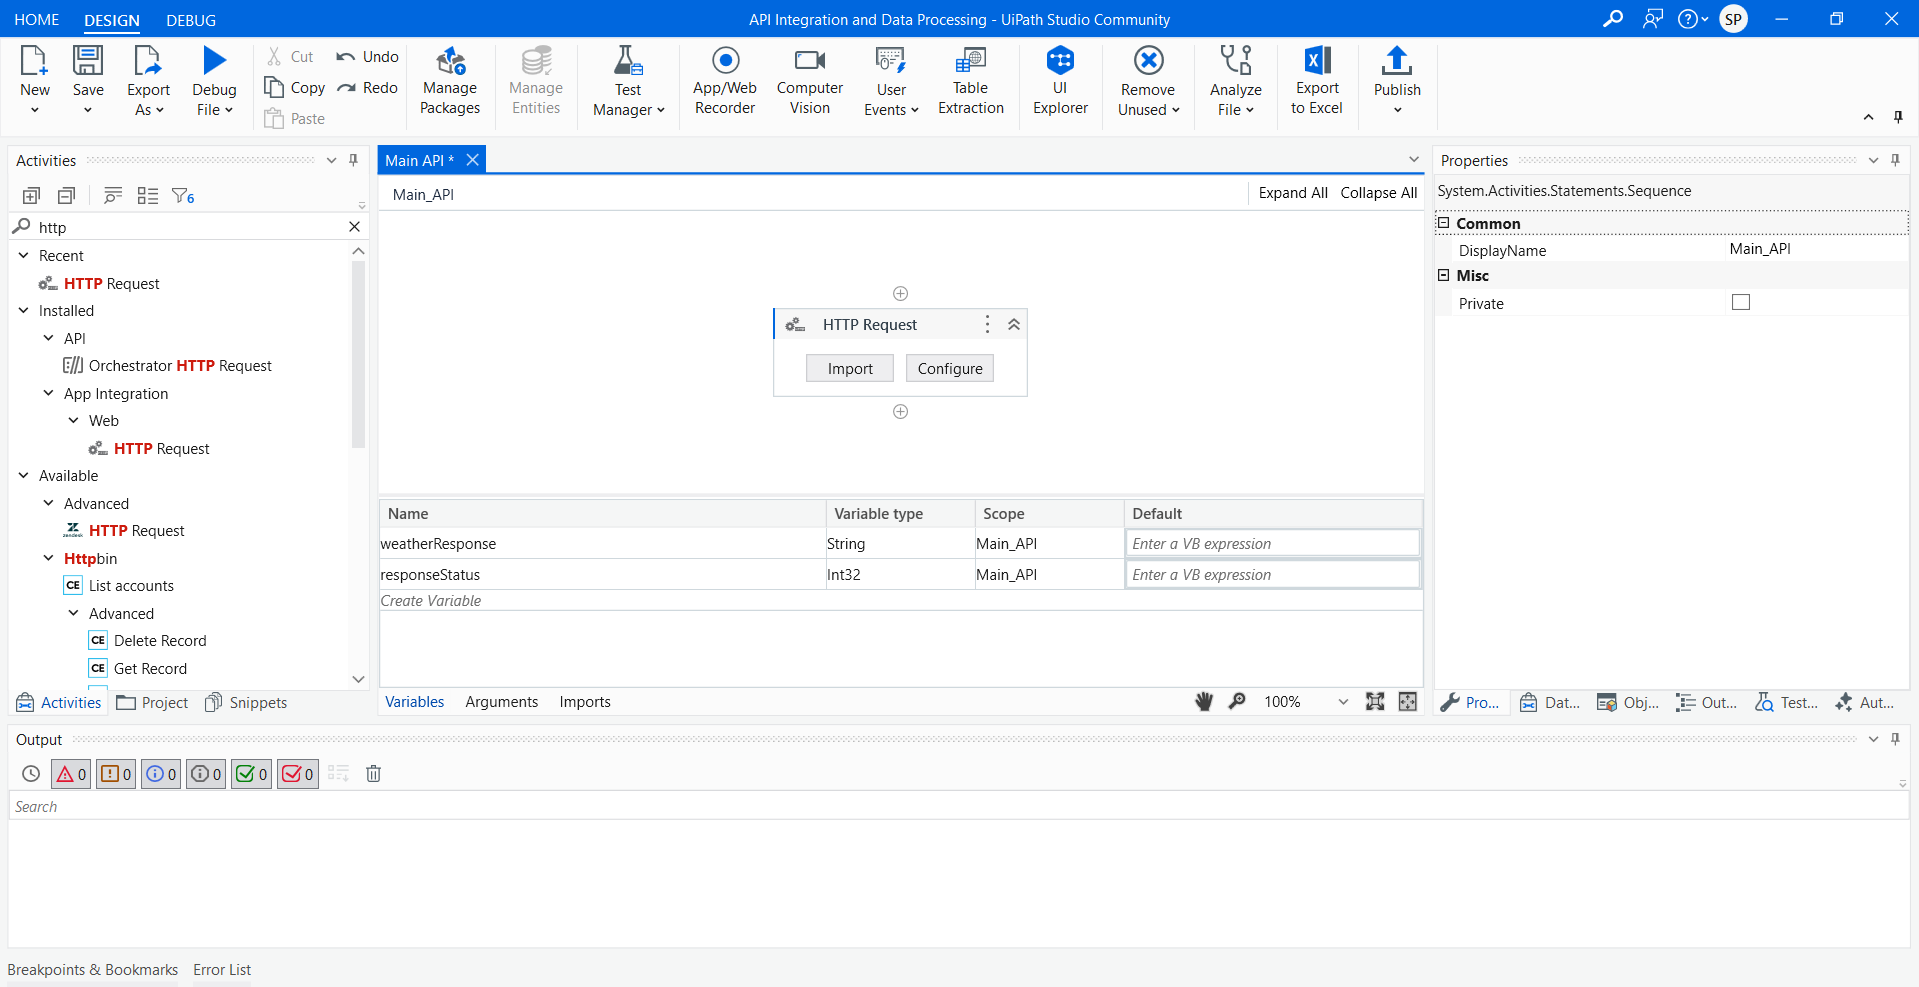 HOME DESIGN DEBUG API Integration and Data Processing - UiPath Studio Community SP
New Save Export As Debug File Cut Copy Paste Undo Redo Manage Packages Manage Entities Test Manager App/Web Recorder Computer Vision User Events Table Extraction UI Explorer Remove Unused Analyze File Export to Excel Publish
Activities
6
http
Recent
HTTP Request
Installed
API
Orchestrator HTTP Request
App Integration
Web
HTTP Request
Available
Advanced
zendesk HTTP Request
Httpbin
CE List accounts
Advanced
CE Delete Record
CE Get Record
Activities Project Snippets
Main API *
Main_API Expand All Collapse All
HTTP Request
Import Configure
Name Variable type Scope Default
weatherResponse String Main_API Enter a VB expression
responseStatus Int32 Main_API Enter a VB expression
Create Variable
Variables Arguments Imports 100%
Properties
System.Activities.Statements.Sequence
Common
DisplayName Main_API
Misc
Private
Pro... Dat... Obj... Out... Test... Aut...
Output
0 0 0 0 0 0
Search
Breakpoints & Bookmarks Error List